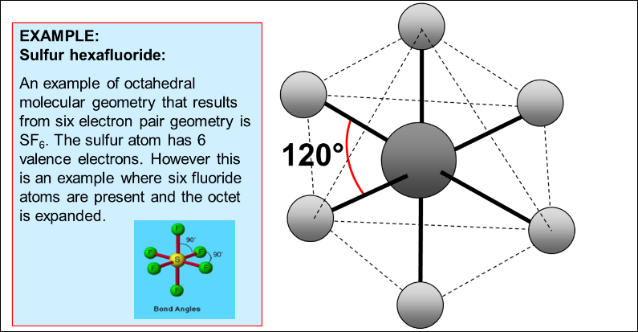 EXAMPLE:
Sulfur hexafluoride:
An example of octahedral
molecular geometry that results
from six electron pair geometry is
SF6. The sulfur atom has 6
valence electrons. However this
is an example where six fluoride
atoms are present and the octet
is expanded.
120°
F
90°
F
F
S
90°
F
F
F
Bond Angles